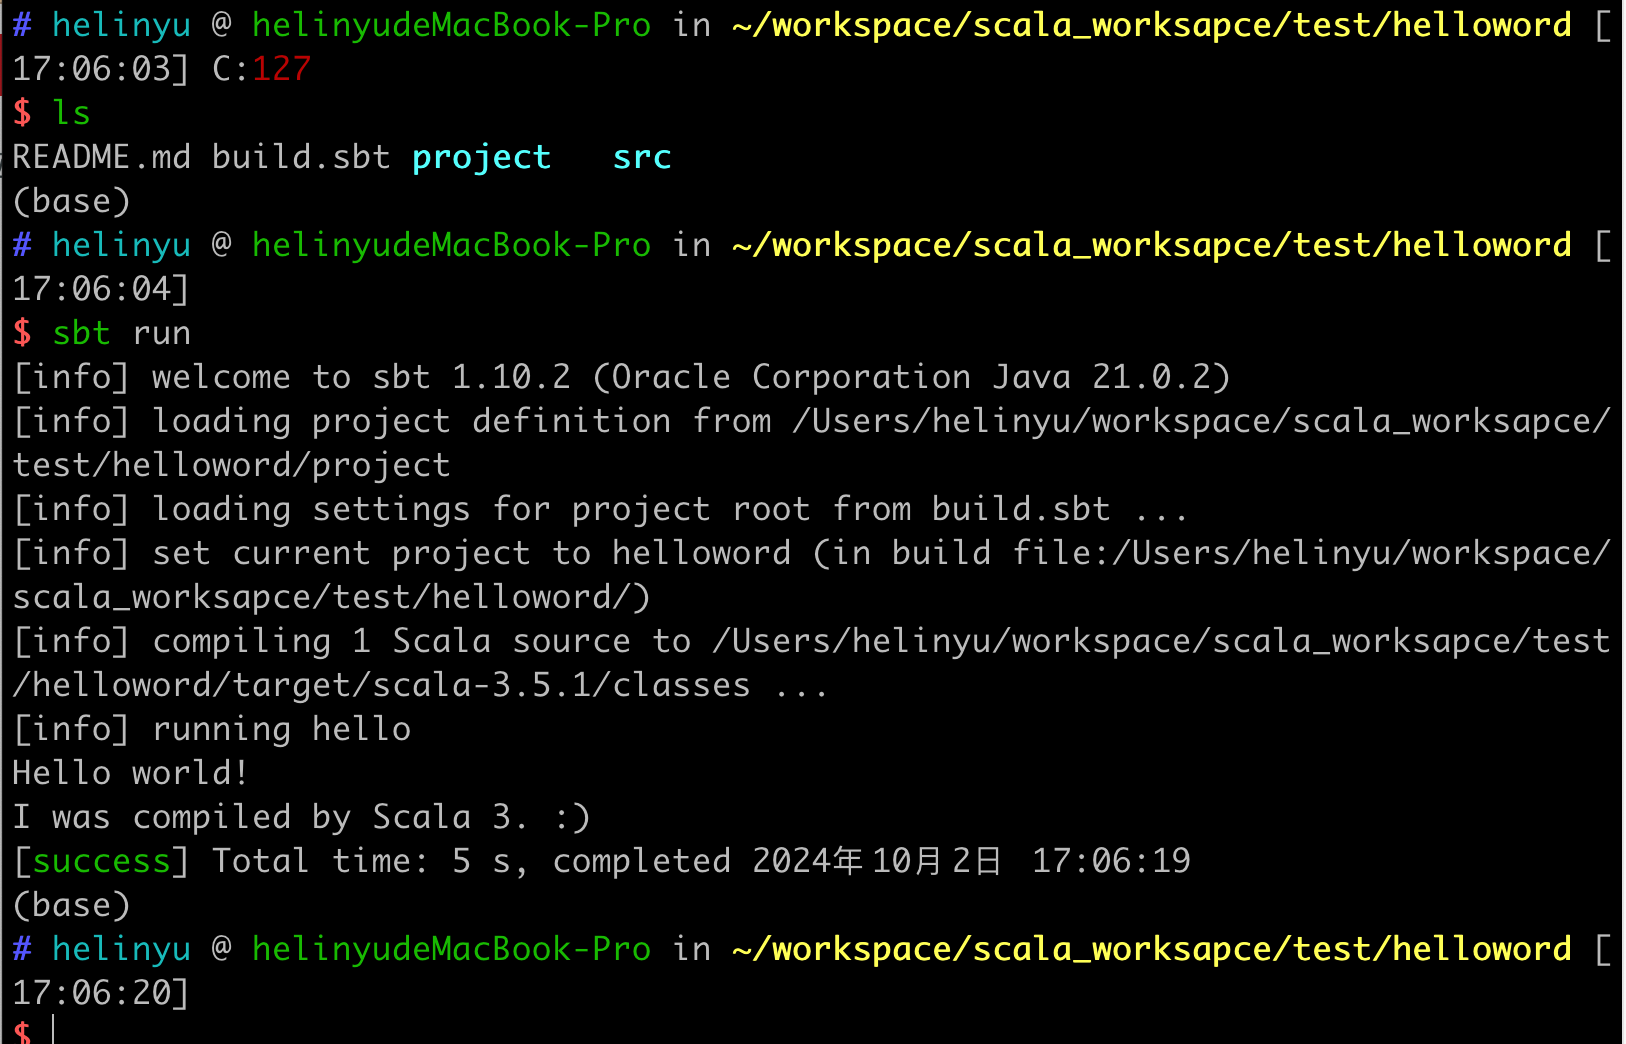 # helinyu @ helinyudeMacBook-Pro in ~/workspace/scala_worksapce/test/helloword [
17:06:03] C:127
$ ls
README.md build.sbt project   src
(base)
# helinyu @ helinyudeMacBook-Pro in ~/workspace/scala_worksapce/test/helloword [
17:06:04]
$ sbt run
[info] welcome to sbt 1.10.2 (Oracle Corporation Java 21.0.2)
[info] loading project definition from /Users/helinyu/workspace/scala_worksapce/
test/helloword/project
[info] loading settings for project root from build.sbt ...
[info] set current project to helloword (in build file:/Users/helinyu/workspace/
scala_worksapce/test/helloword/)
[info] compiling 1 Scala source to /Users/helinyu/workspace/scala_worksapce/test
/helloword/target/scala-3.5.1/classes ...
[info] running hello
Hello world!
I was compiled by Scala 3. :)
[success] Total time: 5 s, completed 2024年10月2日 17:06:19
(base)
# helinyu @ helinyudeMacBook-Pro in ~/workspace/scala_worksapce/test/helloword [
17:06:20]
$